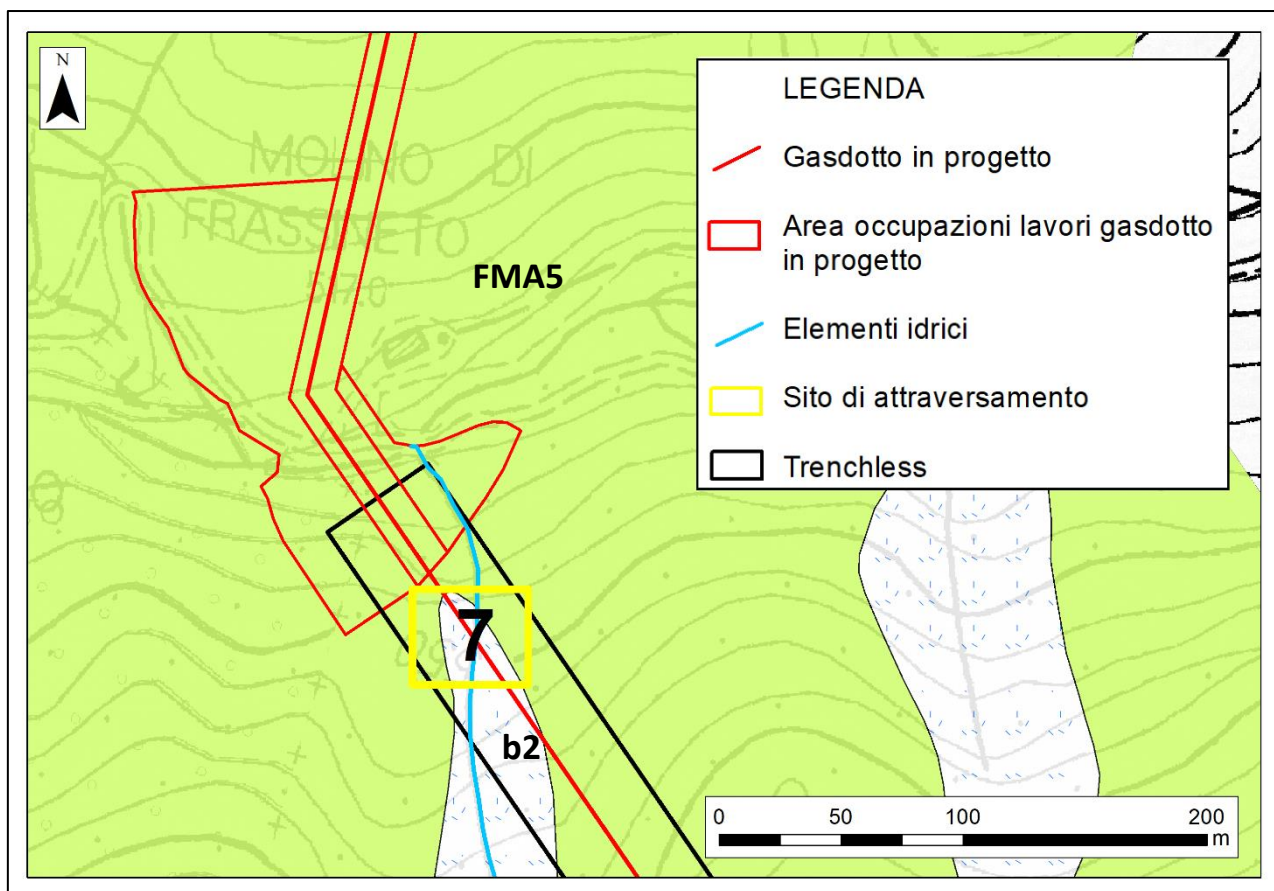 N
LEGENDA
Gasdotto in progetto
Area occupazioni lavori gasdotto
in progetto
Elementi idrici
Sito di attraversamento
Trenchless
MOLINO DI
FRASSINETO
FMA5
7
b2
0 50 100 200
m